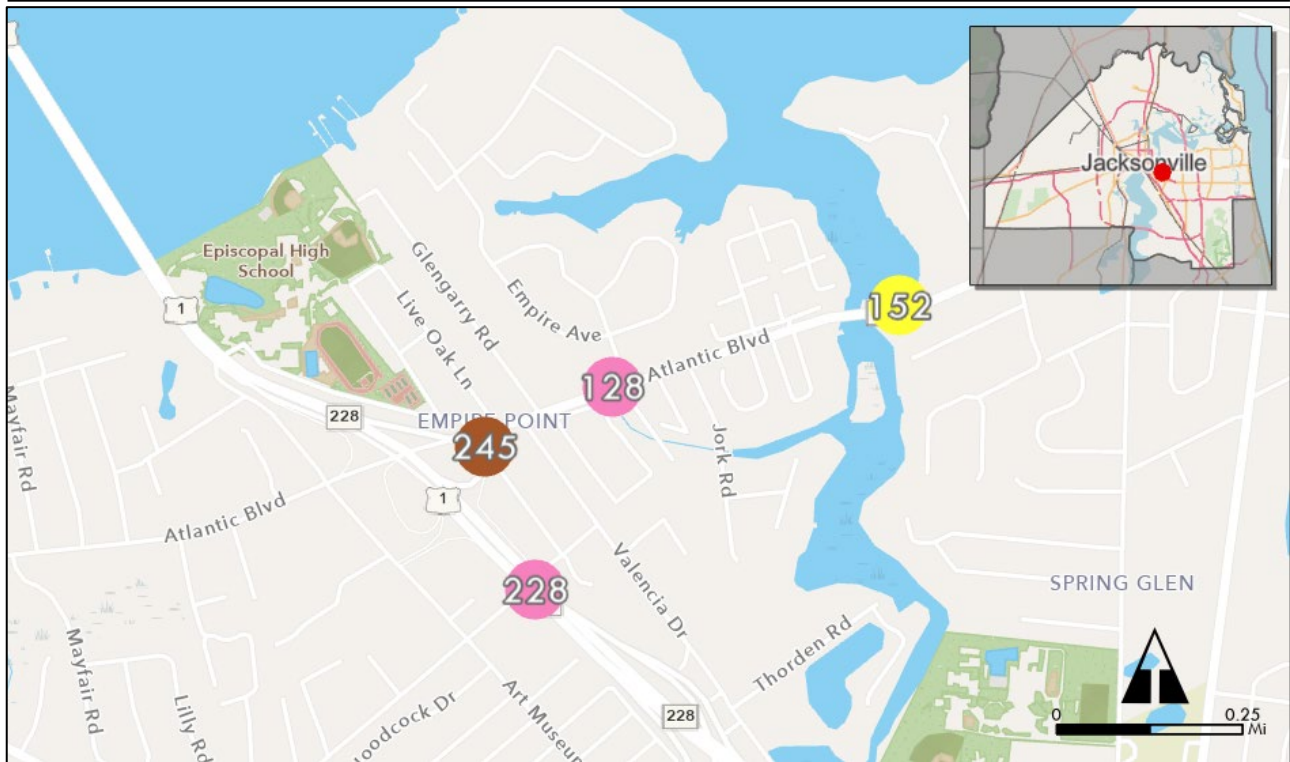 Jacksonville
Episcopal High
School
Glengarry Rd
Live Oak Ln
Empire Ave
152
1
Atlantic Blvd
128
Mayfair Rd
228
EMPIRE POINT
245
Jork Rd
1
Atlantic Blvd
Valencia Dr
SPRING GLEN
228
Thorden Rd
Mayfair Rd
Lilly Rd
Art Museum
228
0 0.25
Mi